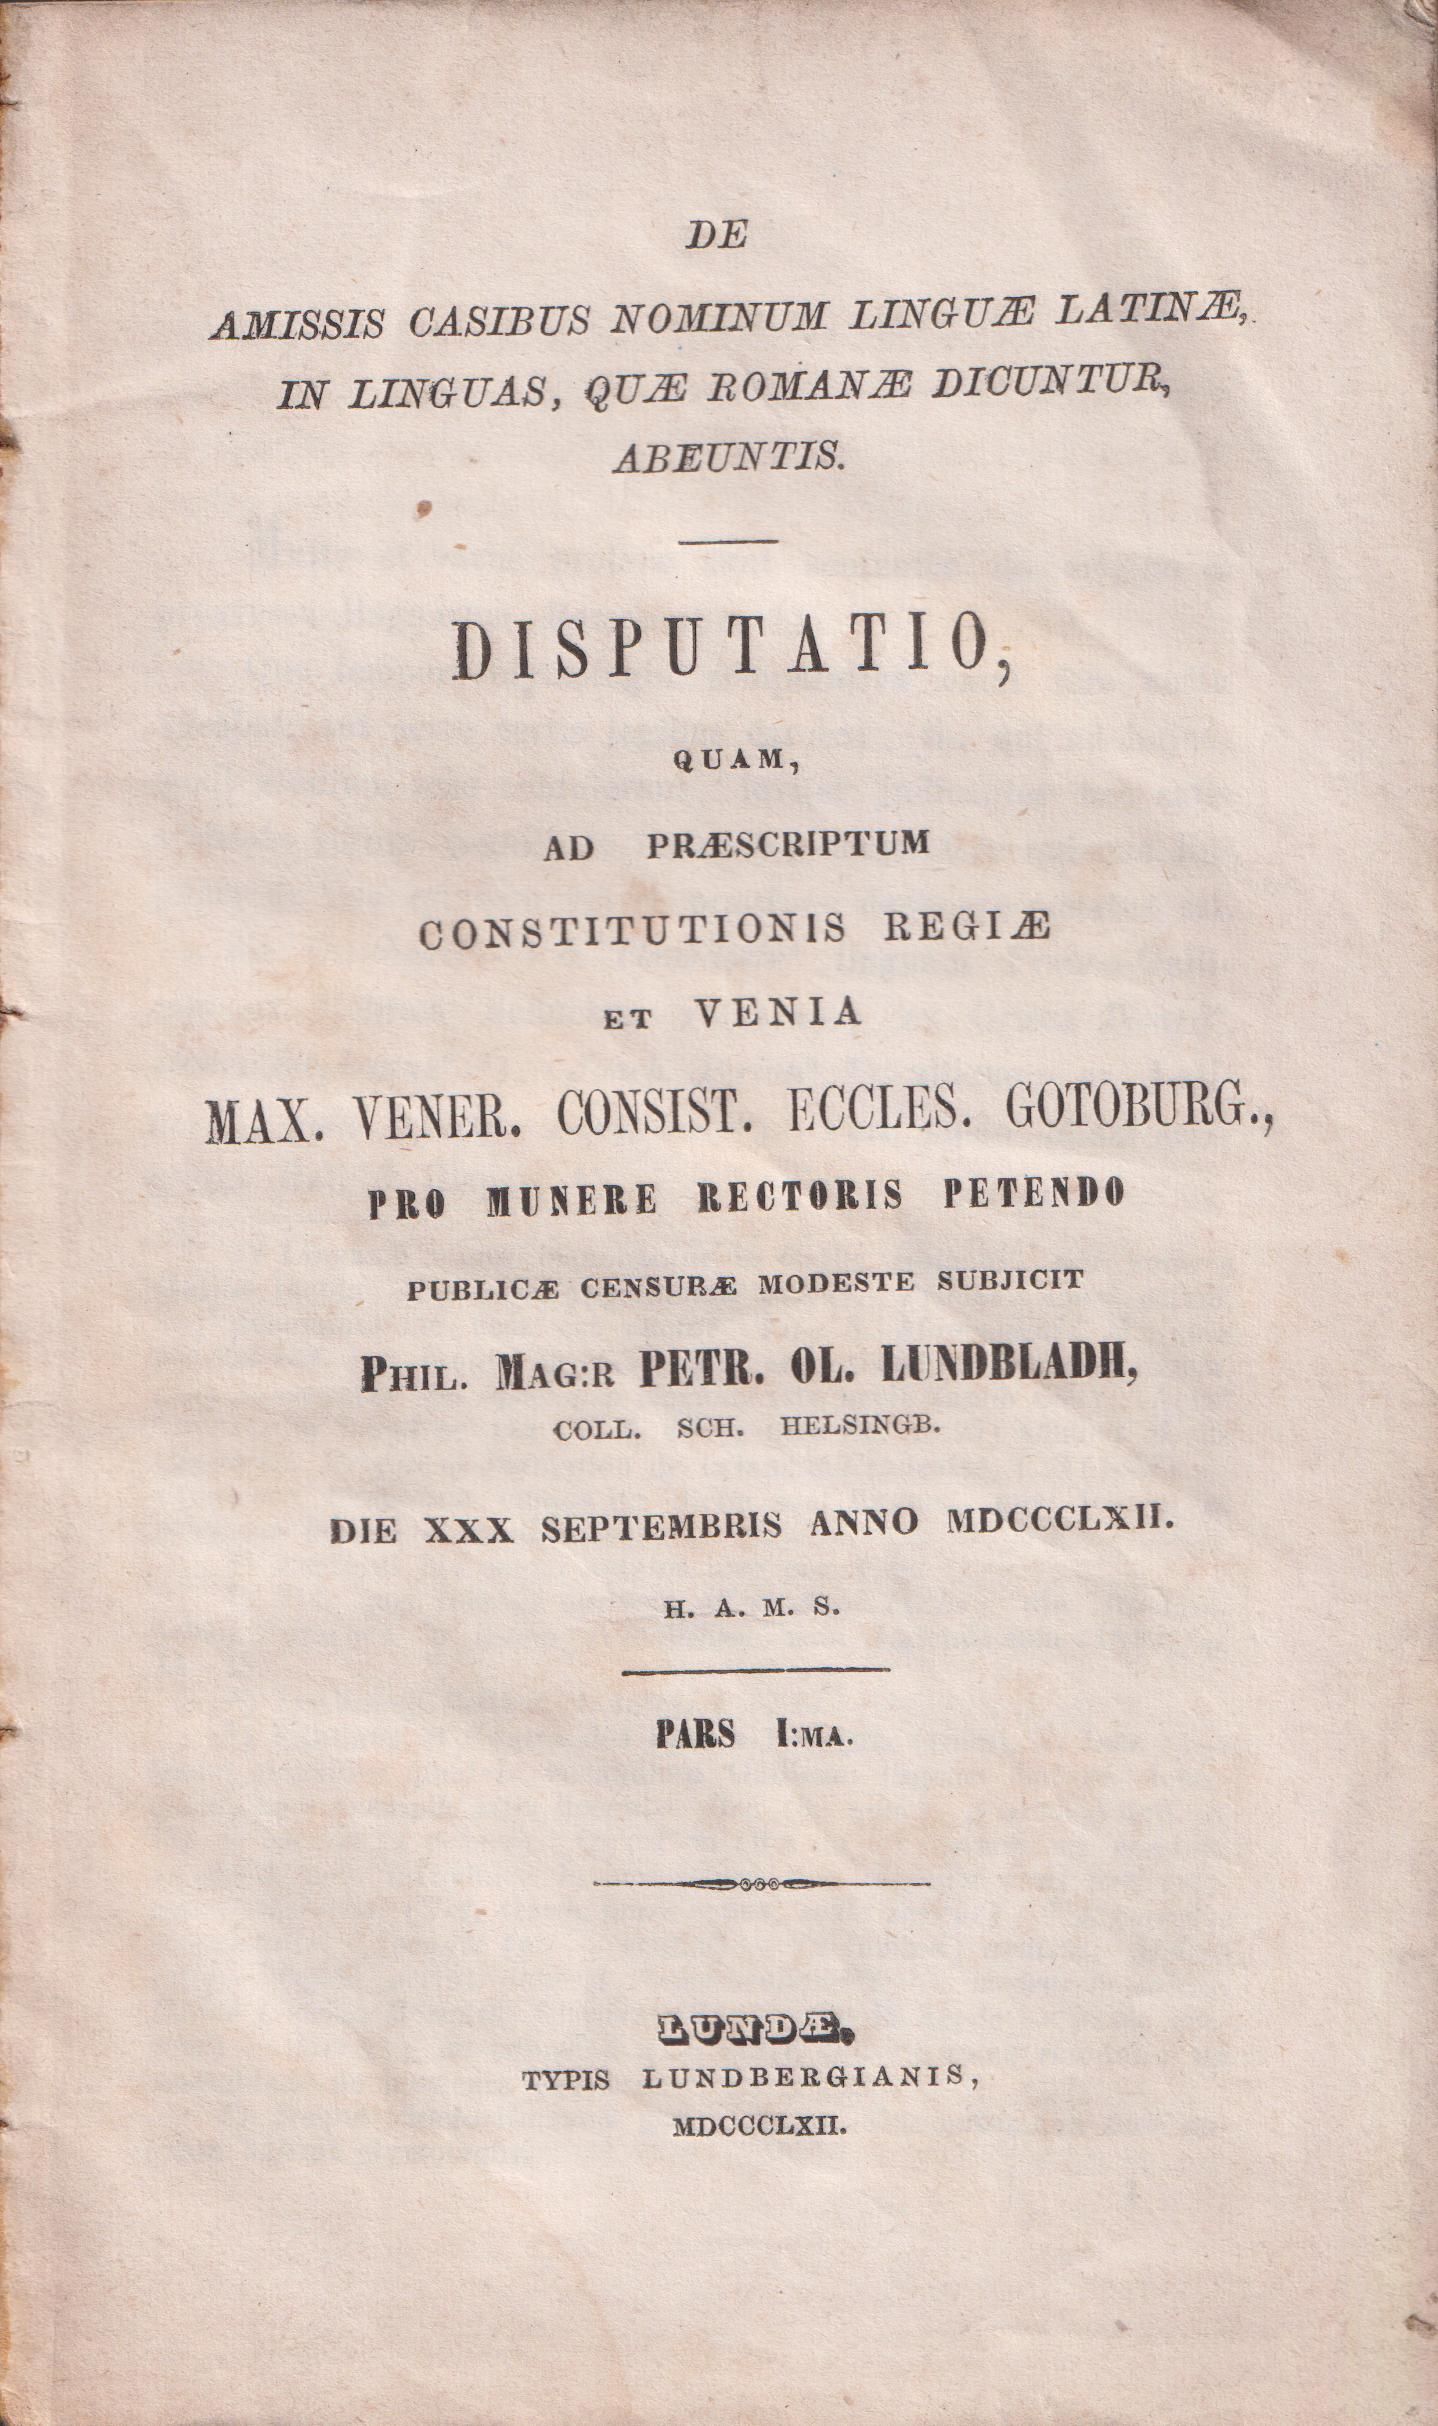 DE
AMISSIS CASIBUS NOMINUM LINGUÆ LATINÆ,
IN LINGUAS, QUÆ ROMANÆ DICUNTUR,
ABEUNTIS.
DISPUTATIO,
QUAM,
AD PRÆSCRIPTUM
CONSTITUTIONIS REGIÆ
ET VENIA
MAX. VENER. CONSIST. ECCLES. GOTOBURG.,
PRO MUNERE RECTORIS PETENDO
PUBLICÆ CENSURÆ MODESTE SUBJICIT
PHIL. MAG:R PETR. OL. LUNDBLADH,
COLL. SCH. HELSINGB.
DIE XXX SEPTEMBRIS ANNO MDCCCLXII.
H. A. M. S.
PARS I:MA.
LUNDÆ.
TYPIS LUNDBERGIANIS,
MDCCCLXII.